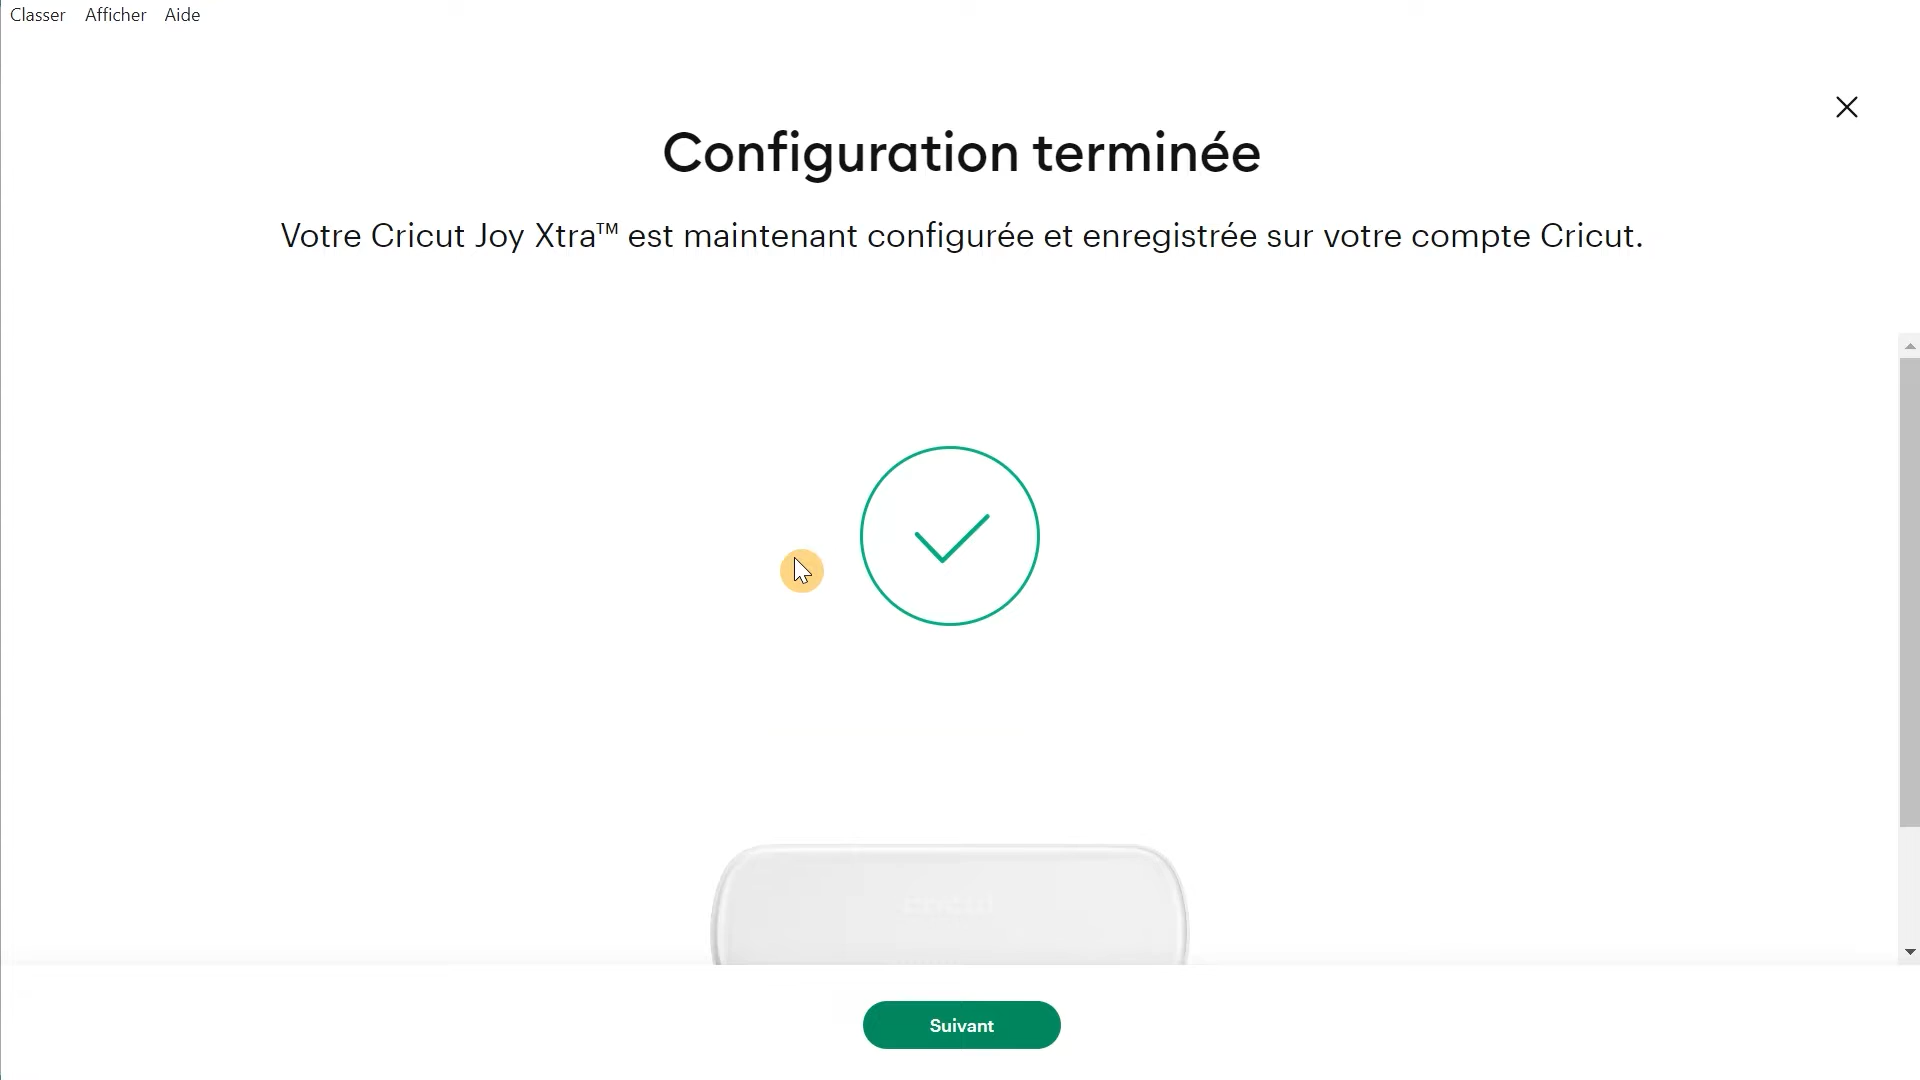 Classer Afficher Aide
Configuration terminée
Votre Cricut Joy Xtra™ est maintenant configurée et enregistrée sur votre compte Cricut.
cricut
Suivant